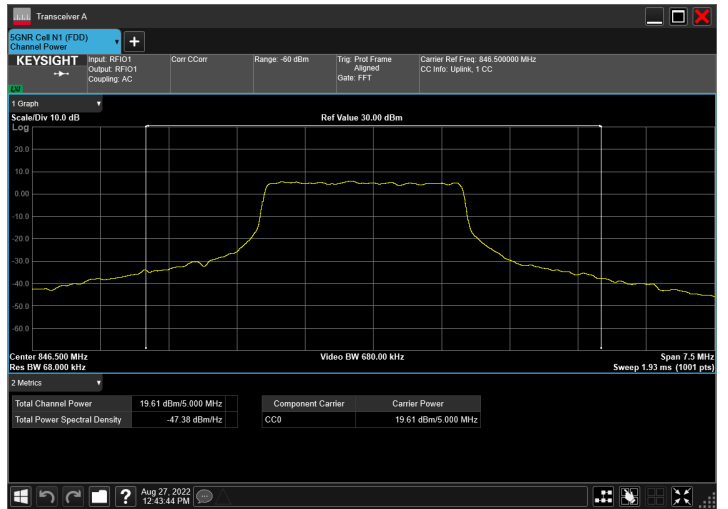 Transceiver A
5GNR Cell N1 (FDD)
Channel Power
KEYSIGHT
LXI
Input: RFIO1
Output: RFIO1
Coupling: AC
Corr CCorr
Range: -60 dBm
Trig: Prot Frame
Aligned
Gate: FFT
Carrier Ref Freq: 846.500000 MHz
CC Info: Uplink, 1 CC
1 Graph
Scale/Div 10.0 dB
Ref Value 30.00 dBm
Log
20.0
10.0
0.00
-10.0
-20.0
-30.0
-40.0
-50.0
-60.0
Center 846.500 MHz
Video BW 680.00 kHz
Span 7.5 MHz
Res BW 68.000 kHz
Sweep 1.93 ms (1001 pts)
2 Metrics
Total Channel Power 19.61 dBm/5.000 MHz
Total Power Spectral Density -47.38 dBm/Hz
Component Carrier Carrier Power
CC0 19.61 dBm/5.000 MHz
?
Aug 27, 2022
12:43:44 PM